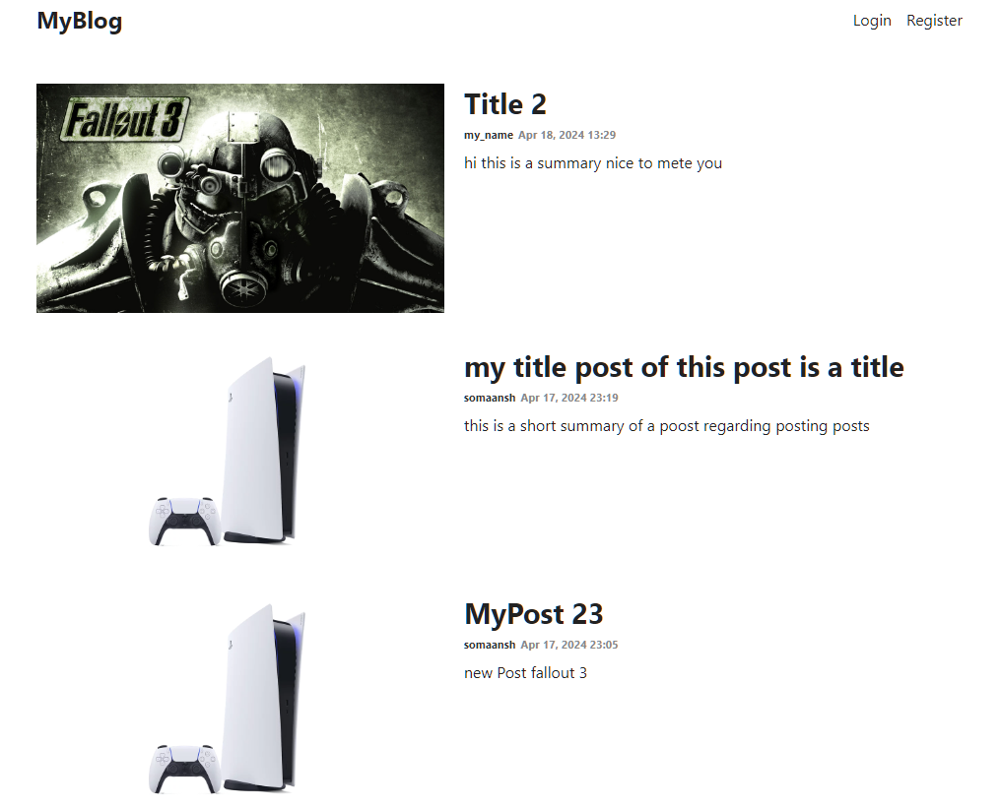 MyBlog
Login Register
Fallout 3
Title 2
my_name Apr 18, 2024 13:29
hi this is a summary nice to mete you
my title post of this post is a title
somaansh Apr 17, 2024 23:19
this is a short summary of a poost regarding posting posts
MyPost 23
somaansh Apr 17, 2024 23:05
new Post fallout 3